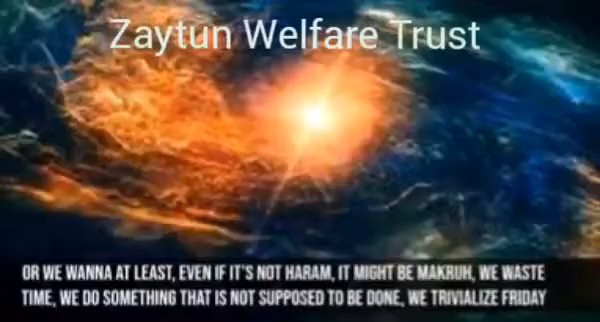 Zaytun Welfare Trust
OR WE WANNA AT LEAST, EVEN IF IT'S NOT HARAM, IT MIGHT BE MAKRUH, WE WASTE
TIME, WE DO SOMETHING THAT IS NOT SUPPOSED TO BE DONE, WE TRIVIALIZE FRIDAY